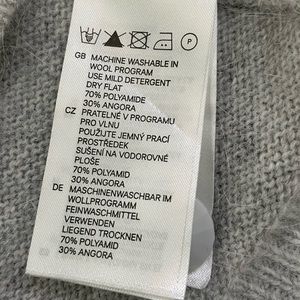 GB MACHINE WASHABLE IN
WOOL PROGRAM
USE MILD DETERGENT
DRY FLAT
70% POLYAMIDE
30% ANGORA
CZ PRATELNÉ V PROGRAMU
PRO VLNU
POUŽIJTE JEMNÝ PRACÍ
PROSTŘEDEK
SUŠENÍ NA VODOROVNÉ
PLOŠE
70% POLYAMID
30% ANGORA
DE MASCHINENWASCHBAR IM
WOLLPROGRAMM
FEINWASCHMITTEL
VERWENDEN
LIEGEND TROCKNEN
70% POLYAMID
30% ANGORA